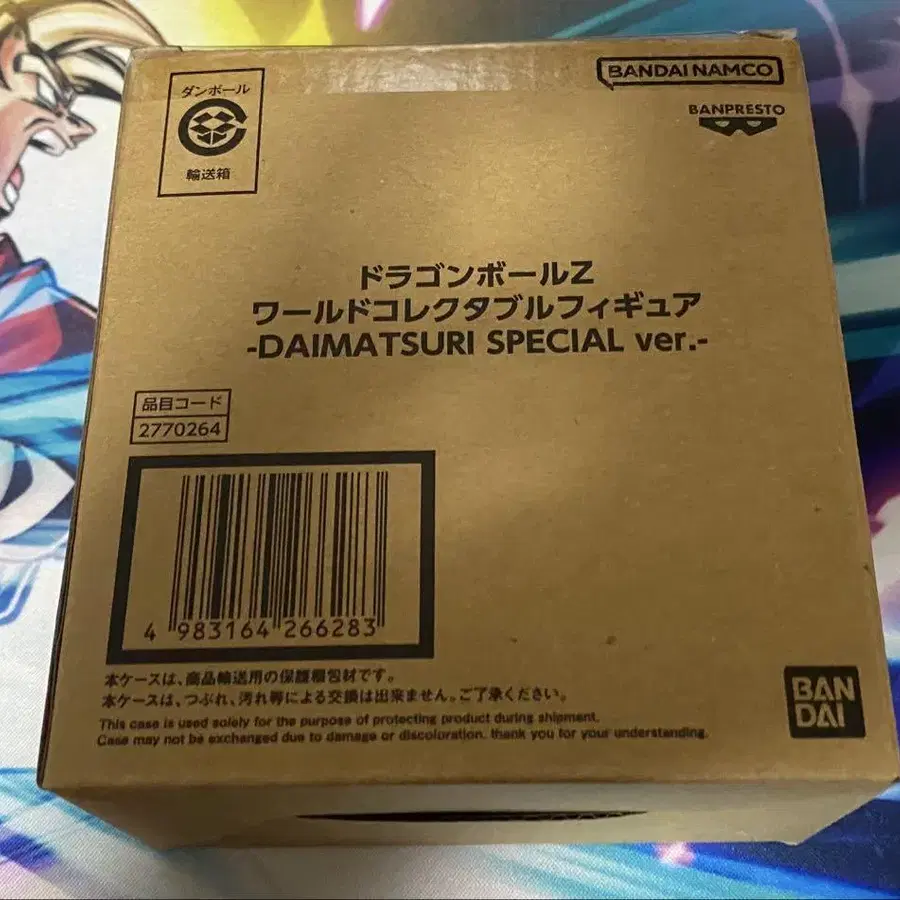 ダンボール
輸送箱
BANDAI NAMCO
BANPRESTO
ドラゴンボールZ
ワールドコレクタブルフィギュア
-DAIMATSURI SPECIAL ver.-
品目コード
2770264
4 983164 266283
本ケースは、商品輸送用の保護梱包材です。
本ケースは、つぶれ、汚れ等による交換は出来ません。ご了承ください。
This case is used solely for the purpose of protecting product during shipment.
Case may not be exchanged due to damage or discoloration. thank you for your understanding.
BAN
DAI